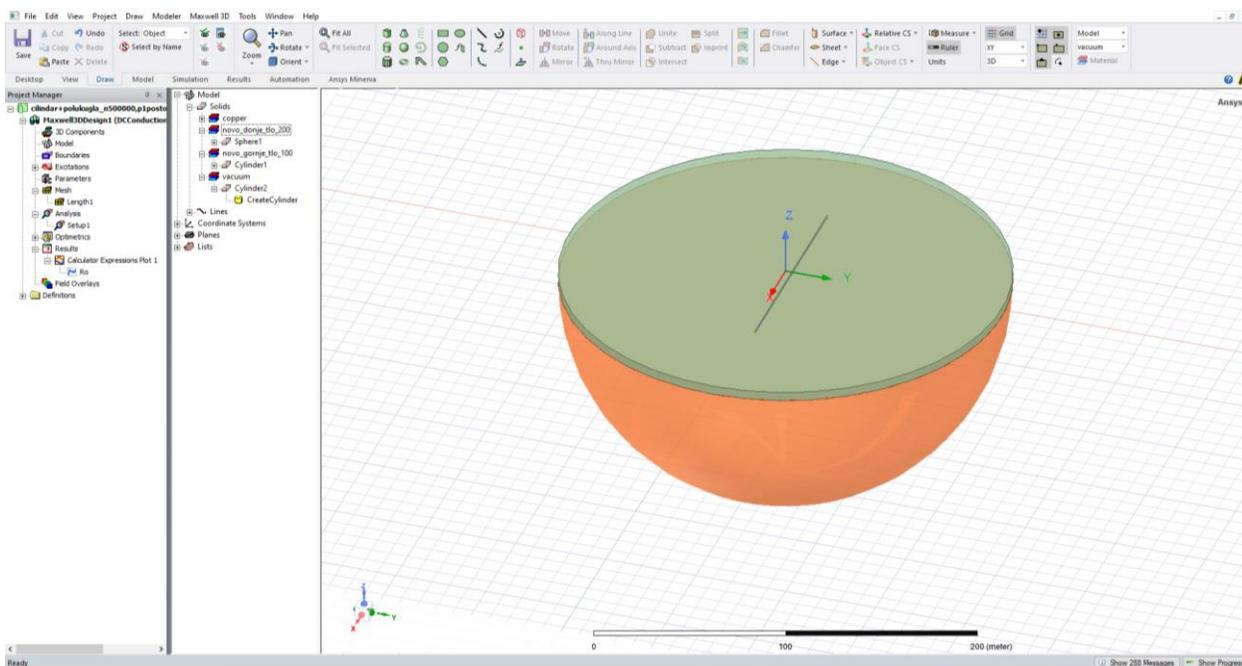 File Edit View Project Draw Modeler Maxwell 3D Tools Window Help
Save
Cut
Copy
Paste
Undo
Redo
Delete
Select: Object
Select by Name
Zoom
Pan
Rotate
Orient
Fit All
Fit Selected
Move
Rotate
Mirror
Along Line
Around Axis
Thru Mirror
Unite
Subtract
Intersect
Split
Imprint
Fillet
Chamfer
Surface
Sheet
Edge
Relative CS
Face CS
Object CS
Measure
Ruler
Units
Grid
XY
3D
Model
vacuum
Material
Desktop View Draw Model Simulation Results Automation Ansys Minerva
Project Manager
cilindar+polukugla_n500000,p1posto
Maxwell3DDesign1 (DCConduction
3D Components
Model
Boundaries
Excitations
Parameters
Mesh
Length1
Analysis
Setup1
Optimetrics
Results
Calculator Expressions Plot 1
Ro
Field Overlays
Definitions
Model
Solids
copper
novo_donje_tlo_200
Sphere1
novo_gornje_tlo_100
Cylinder1
vacuum
Cylinder2
CreateCylinder
Lines
Coordinate Systems
Planes
Lists
Ansys
Z
Y
X
Z
Y
X
0 100 200 (meter)
Ready
Show 288 Messages Show Progress